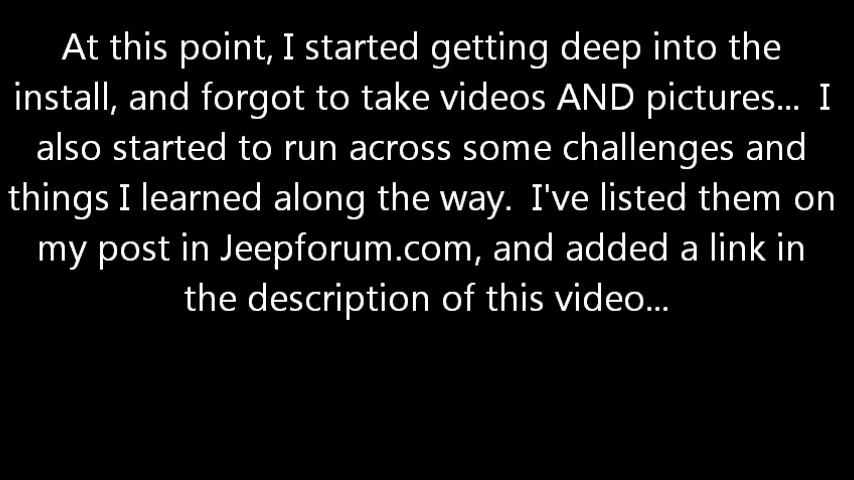 At this point, I started getting deep into the
install, and forgot to take videos AND pictures...  I
also started to run across some challenges and
things I learned along the way.  I've listed them on
my post in Jeepforum.com, and added a link in
the description of this video...